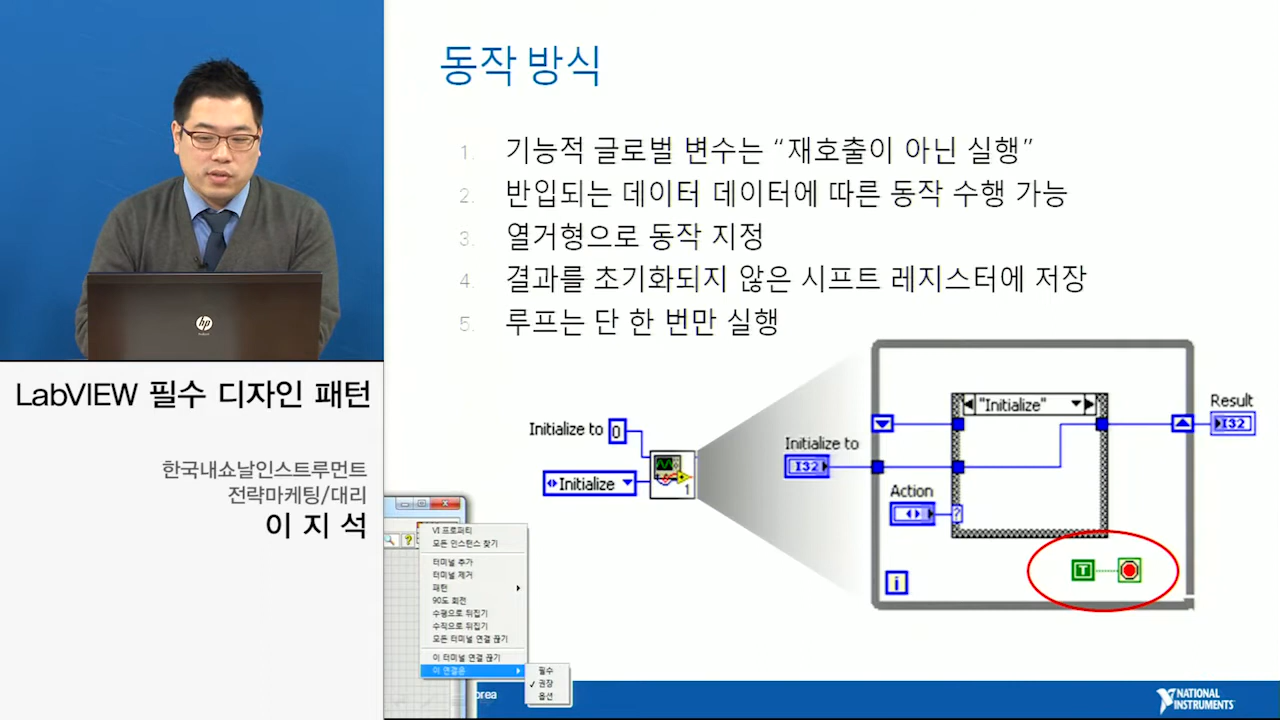 동작 방식
1. 기능적 글로벌 변수는 “재호출이 아닌 실행”
2. 반입되는 데이터 데이터에 따른 동작 수행 가능
3. 열거형으로 동작 지정
4. 결과를 초기화되지 않은 시프트 레지스터에 저장
5. 루프는 단 한 번만 실행
Initialize to 0
Initialize
1
Initialize to
I32
Action
?
"Initialize"
Result
I32
i
T
hp
LabVIEW 필수 디자인 패턴
한국내쇼날인스트루먼트
전략마케팅/대리
이 지 석
?
VI 프로퍼티
모든 인스턴스 찾기
터미널 추가
터미널 제거
패턴
90도 회전
수평으로 뒤집기
수직으로 뒤집기
모든 터미널 연결 끊기
이 터미널 연결 끊기
이 연결은
필수
✓ 권장
옵션
orea
NATIONAL
INSTRUMENTS